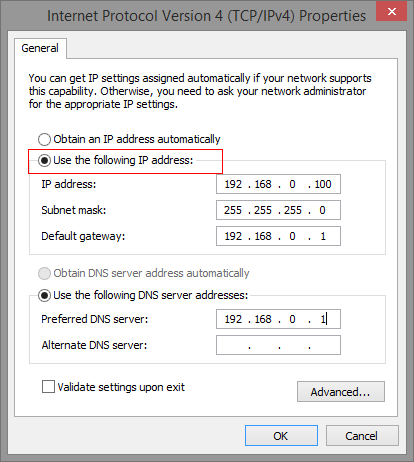 Internet Protocol Version 4 (TCP/IPv4) Properties
General
You can get IP settings assigned automatically if your network supports
this capability. Otherwise, you need to ask your network administrator
for the appropriate IP settings.
Obtain an IP address automatically
Use the following IP address:
IP address: 192 . 168 . 0 . 100
Subnet mask: 255 . 255 . 255 . 0
Default gateway: 192 . 168 . 0 . 1
Obtain DNS server address automatically
Use the following DNS server addresses:
Preferred DNS server: 192 . 168 . 0 . 1
Alternate DNS server: . . .
Validate settings upon exit
Advanced...
OK Cancel